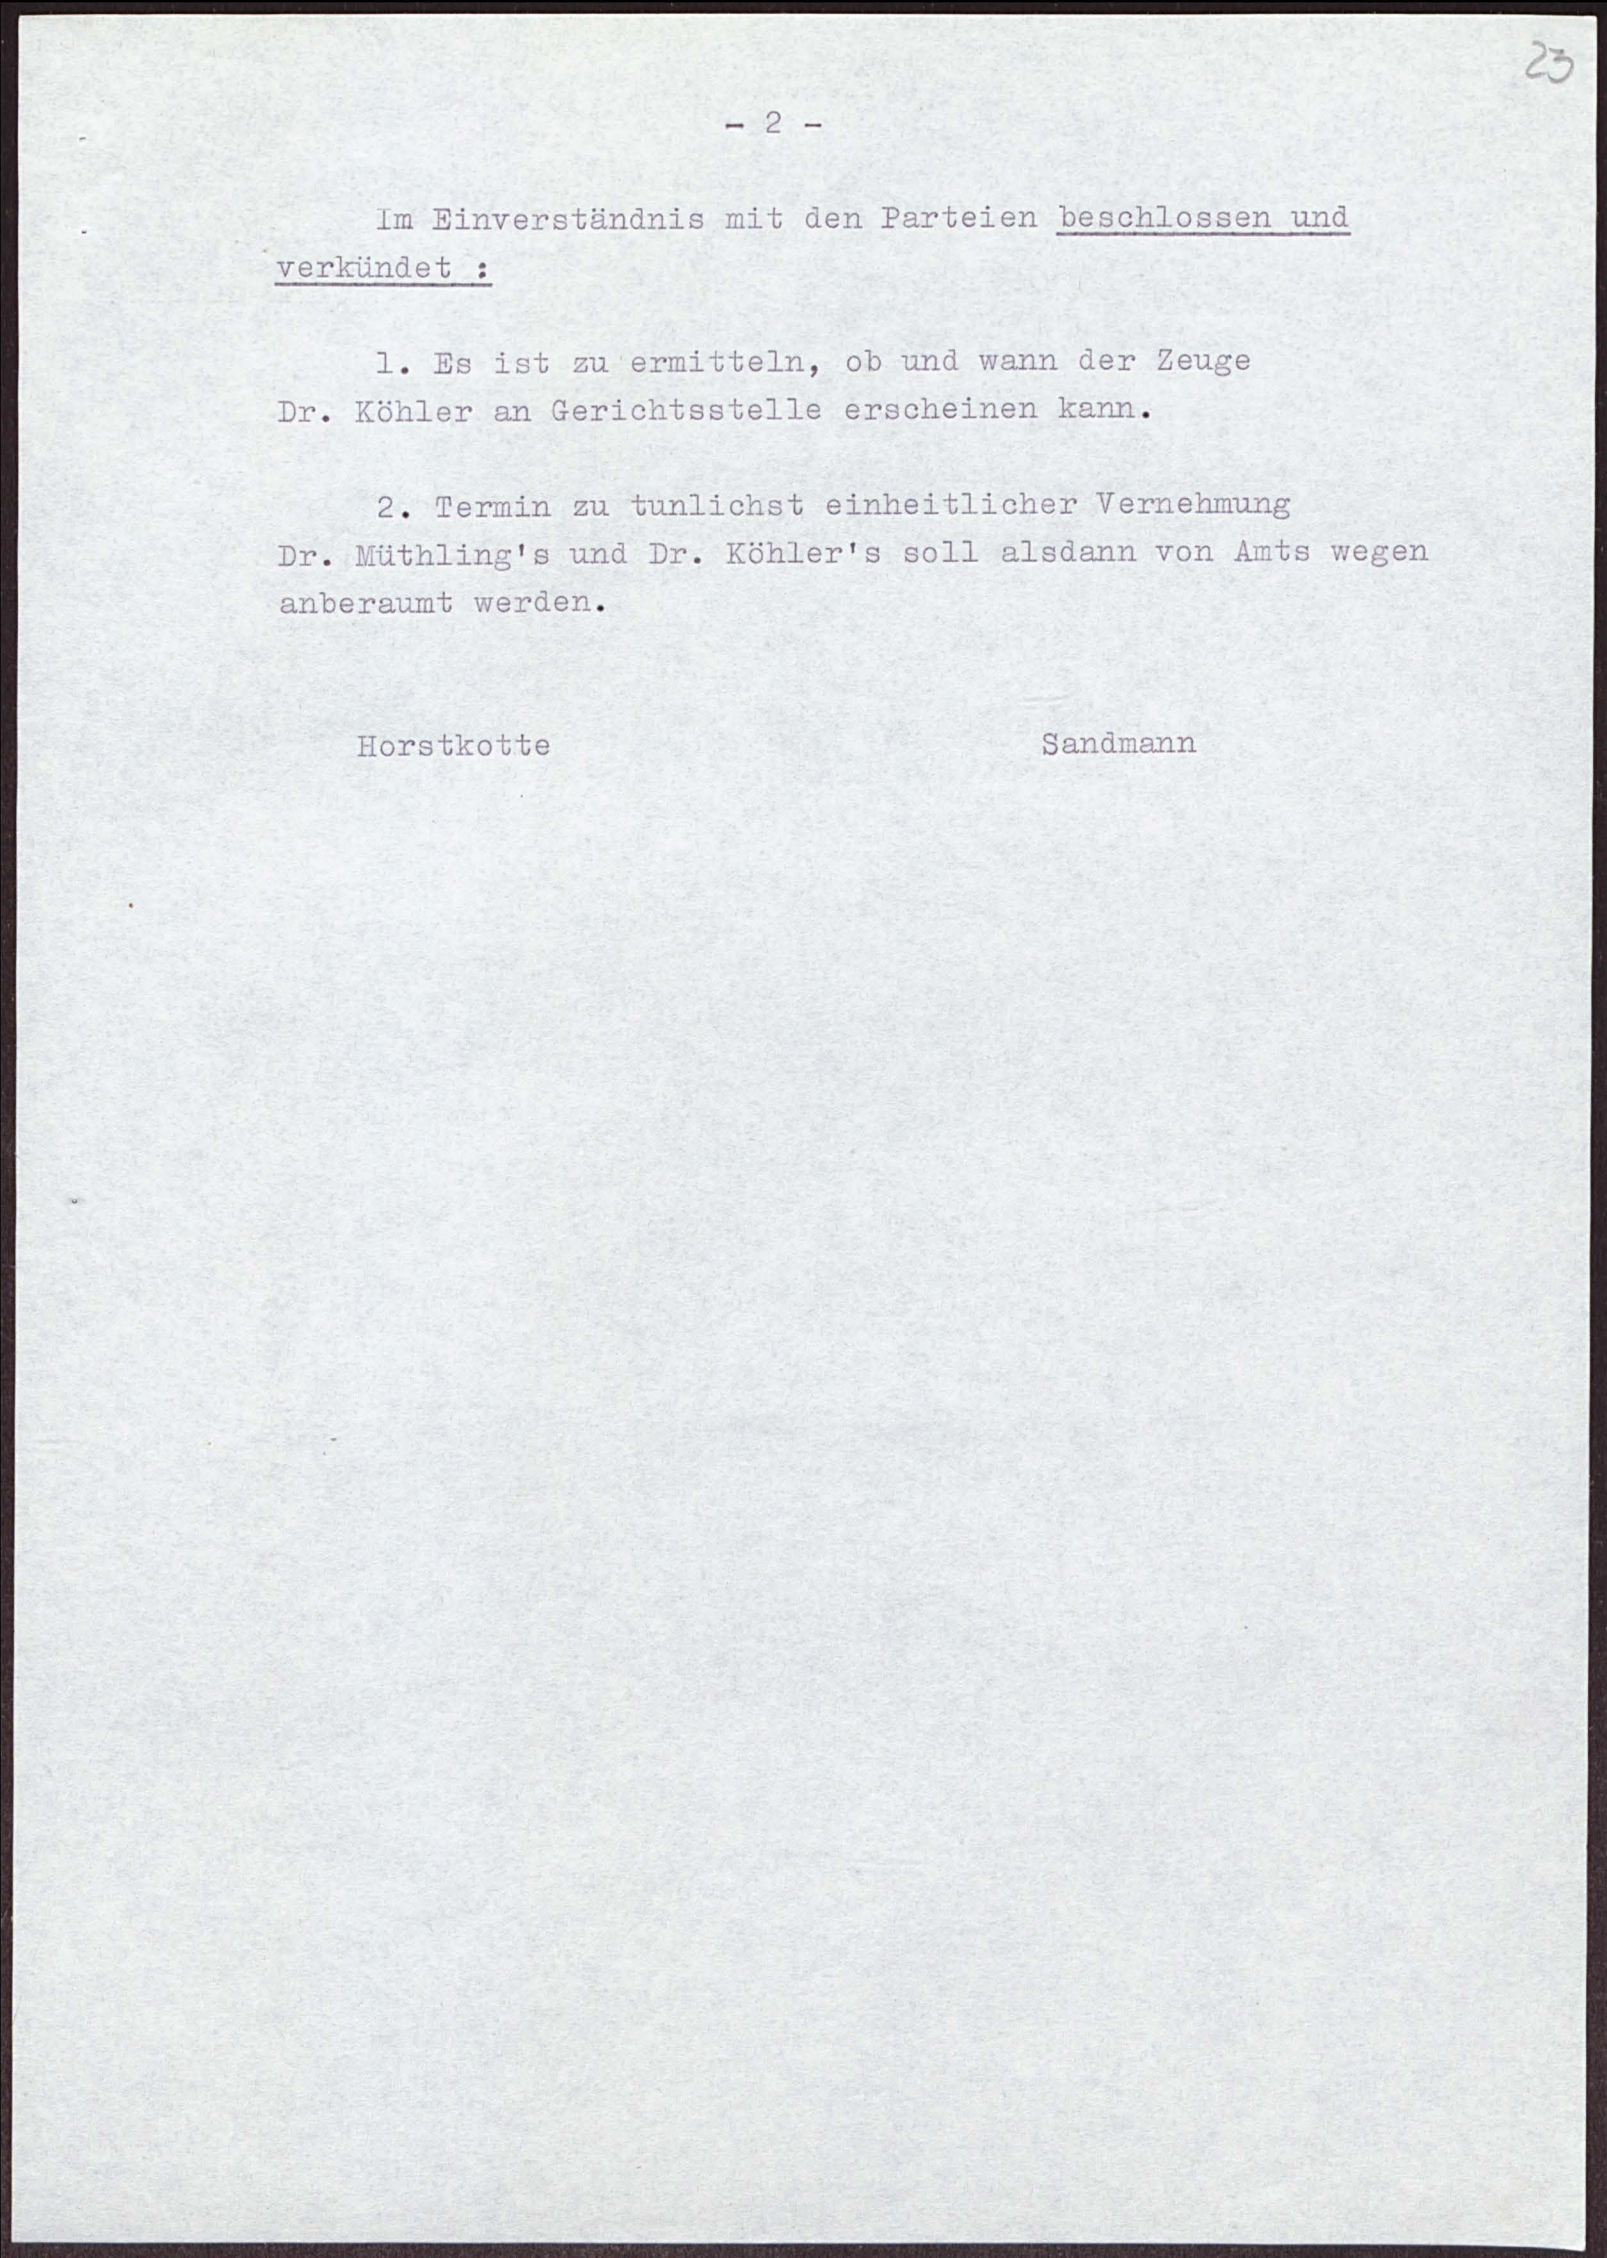 23
- 2 -
Im Einverständnis mit den Parteien beschlossen und
verkündet :
1. Es ist zu ermitteln, ob und wann der Zeuge
Dr. Köhler an Gerichtsstelle erscheinen kann.
2. Termin zu tunlichst einheitlicher Vernehmung
Dr. Müthling's und Dr. Köhler's soll alsdann von Amts wegen
anberaumt werden.
Horstkotte Sandmann